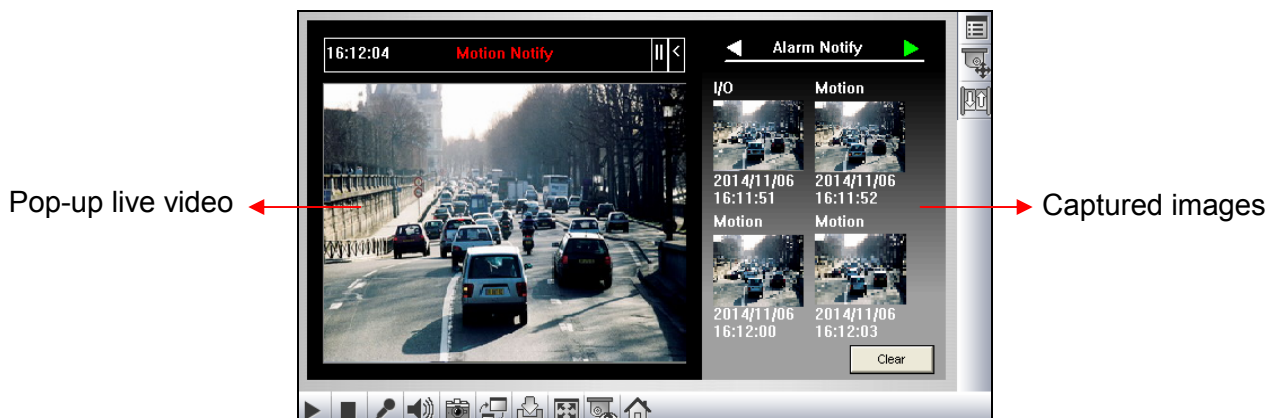 16:12:04 Motion Notify || <
Alarm Notify
I/O Motion
2014/11/06 2014/11/06
16:11:51 16:11:52
Motion Motion
2014/11/06 2014/11/06
16:12:00 16:12:03
Clear
Pop-up live video
Captured images